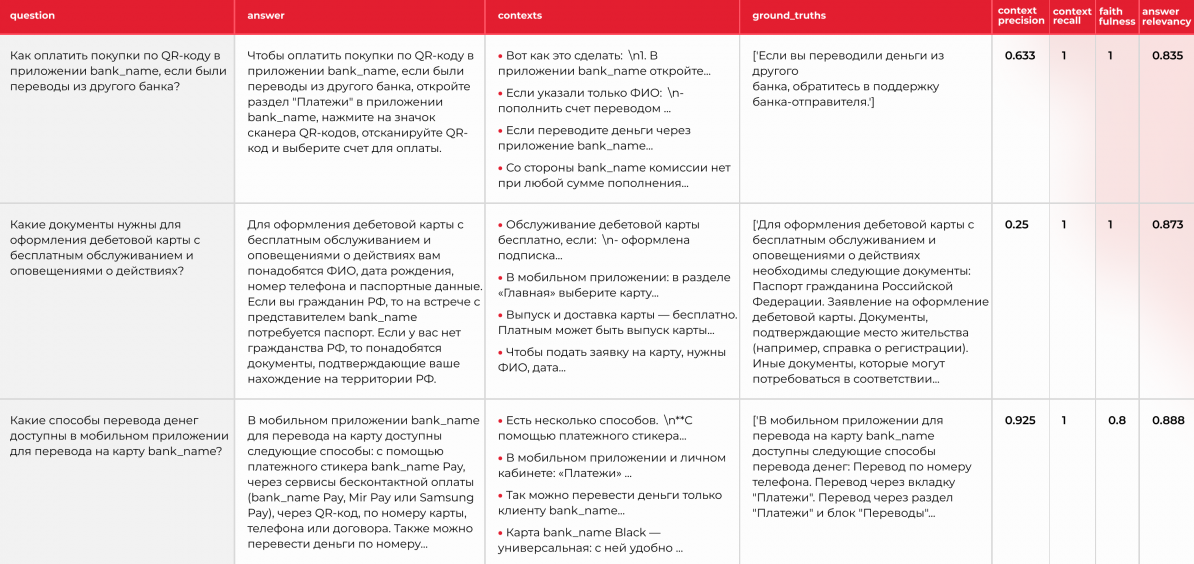 question
answer
contexts
ground_truths
context
precision
context
recall
faith
fulness
answer
relevancy
Как оплатить покупки по QR-коду в
приложении bank_name, если были
переводы из другого банка?
Чтобы оплатить покупки по QR-коду в
приложении bank_name, если были
переводы из другого банка, откройте
раздел "Платежи" в приложении
bank_name, нажмите на значок
сканера QR-кодов, отсканируйте QR-
код и выберите счет для оплаты.
• Вот как это сделать: \n1. В
приложении bank_name откройте...
• Если указали только ФИО: \n-
пополнить счет переводом ...
• Если переводите деньги через
приложение bank_name...
• Со стороны bank_name комиссии нет
при любой сумме пополнения...
['Если вы переводили деньги из
другого
банка, обратитесь в поддержку
банка-отправителя.']
0.633
1
1
0.835
Какие документы нужны для
оформления дебетовой карты с
бесплатным обслуживанием и
оповещениями о действиях?
Для оформления дебетовой карты с
бесплатным обслуживанием и
оповещениями о действиях вам
понадобятся ФИО, дата рождения,
номер телефона и паспортные данные.
Если вы гражданин РФ, то на встрече с
представителем bank_name
потребуется паспорт. Если у вас нет
гражданства РФ, то понадобятся
документы, подтверждающие ваше
нахождение на территории РФ.
• Обслуживание дебетовой карты
бесплатно, если: \n- оформлена
подписка...
• В мобильном приложении: в разделе
«Главная» выберите карту...
• Выпуск и доставка карты — бесплатно.
Платным может быть выпуск карты...
• Чтобы подать заявку на карту, нужны
ФИО, дата...
['Для оформления дебетовой карты с
бесплатным обслуживанием и
оповещениями о действиях
необходимы следующие документы:
Паспорт гражданина Российской
Федерации. Заявление на оформление
дебетовой карты. Документы,
подтверждающие место жительства
(например, справка о регистрации).
Иные документы, которые могут
потребоваться в соответствии...
0.25
1
1
0.873
Какие способы перевода денег
доступны в мобильном приложении
для перевода на карту bank_name?
В мобильном приложении bank_name
для перевода на карту доступны
следующие способы: с помощью
платежного стикера bank_name Pay,
через сервисы бесконтактной оплаты
(bank_name Pay, Mir Pay или Samsung
Pay), через QR-код, по номеру карты,
телефона или договора. Также можно
перевести деньги по номеру...
• Есть несколько способов. \n**С
помощью платежного стикера...
• В мобильном приложении и личном
кабинете: «Платежи» ...
• Так можно перевести деньги только
клиенту bank_name...
• Карта bank_name Black —
универсальная: с ней удобно ...
['В мобильном приложении для
перевода на карту bank_name
доступны следующие способы
перевода денег: Перевод по номеру
телефона. Перевод через вкладку
"Платежи". Перевод через раздел
"Платежи" и блок "Переводы"...
0.925
1
0.8
0.888